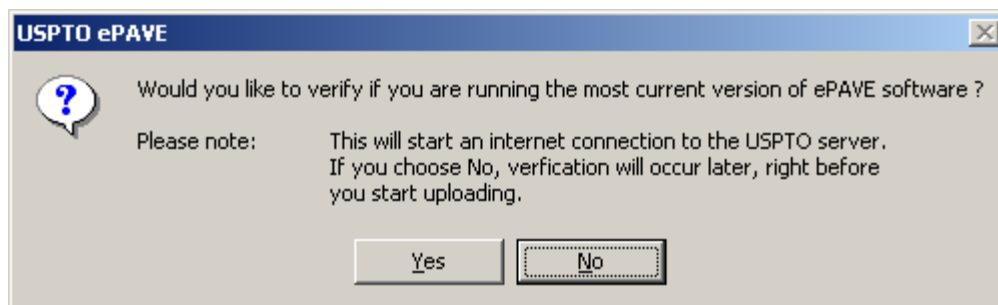 USPTO ePAVE
?
Would you like to verify if you are running the most current version of ePAVE software ?
Please note: This will start an internet connection to the USPTO server.
If you choose No, verfication will occur later, right before
you start uploading.
Yes No